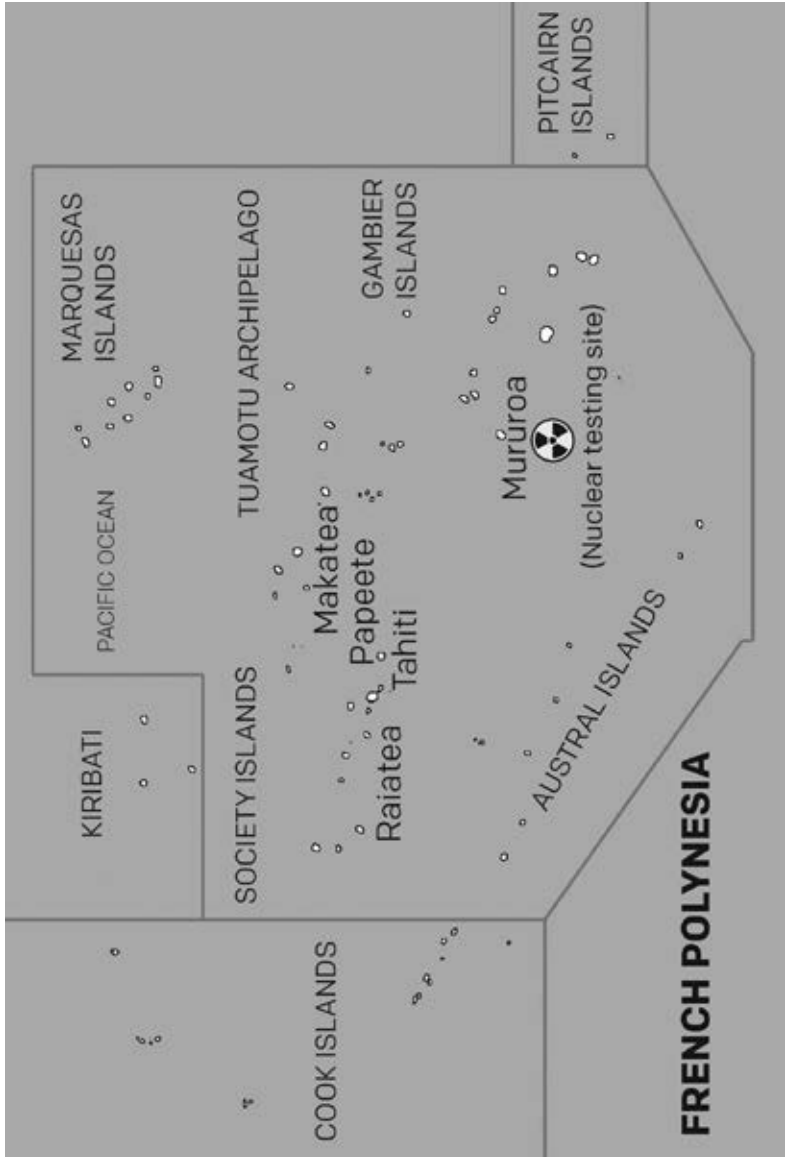 MARQUESAS
ISLANDS
KIRIBATI
PACIFIC OCEAN
SOCIETY ISLANDS
TUAMOTU ARCHIPELAGO
COOK ISLANDS
Makatea
Papeete
Tahiti
Raiatea
GAMBIER
ISLANDS
PITCAIRN
ISLANDS
Mururoa
(Nuclear testing site)
AUSTRAL ISLANDS
FRENCH POLYNESIA